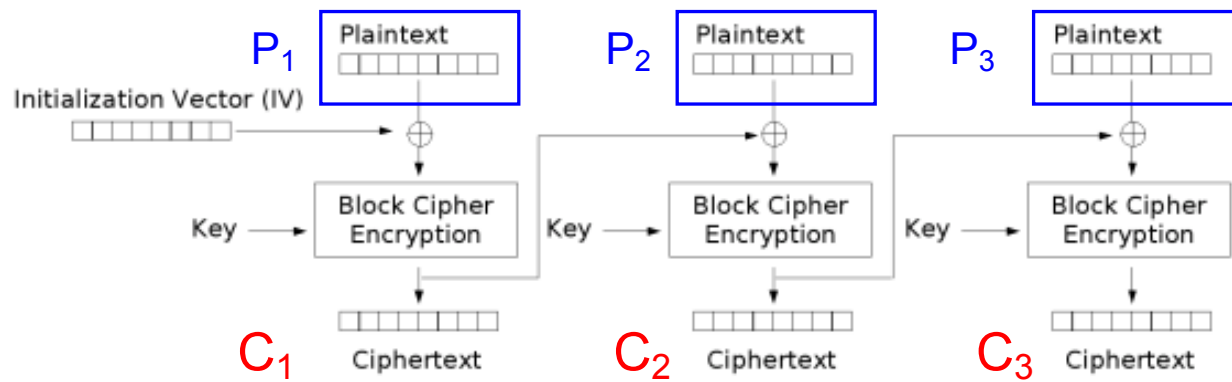 P₁ Plaintext P₂ Plaintext P₃ Plaintext
Initialization Vector (IV)
Key Block Cipher Encryption Key Block Cipher Encryption Key Block Cipher Encryption
C₁ Ciphertext C₂ Ciphertext C₃ Ciphertext